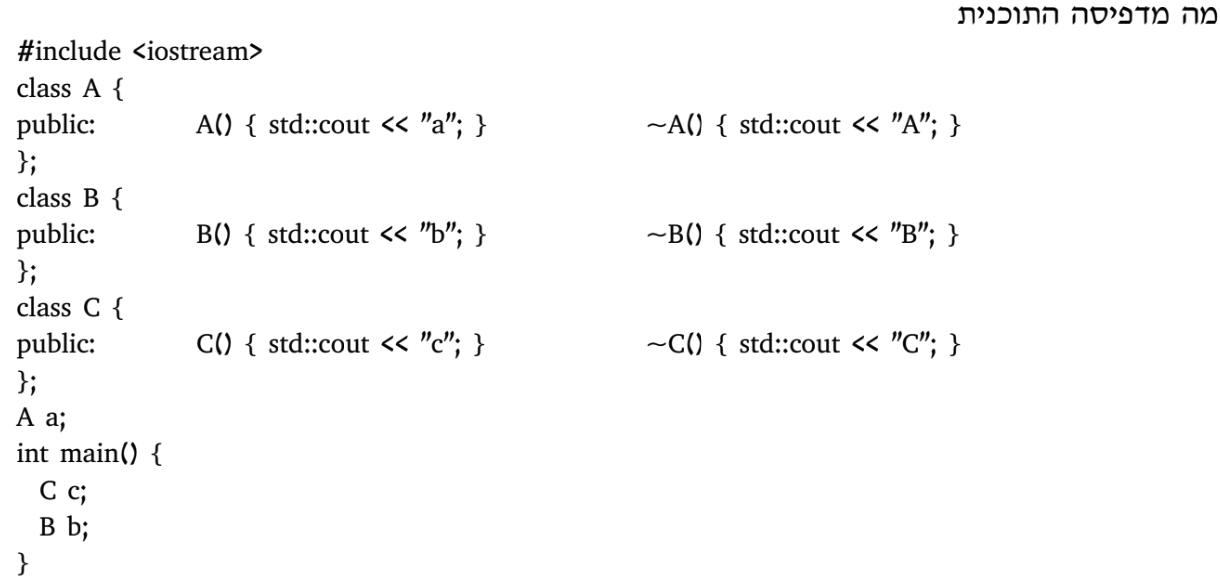 מה מדפיסה התוכנית
#include <iostream>
class A {
public: A() { std::cout << "a"; } ~A() { std::cout << "A"; }
};
class B {
public: B() { std::cout << "b"; } ~B() { std::cout << "B"; }
};
class C {
public: C() { std::cout << "c"; } ~C() { std::cout << "C"; }
};
A a;
int main() {
C c;
B b;
}